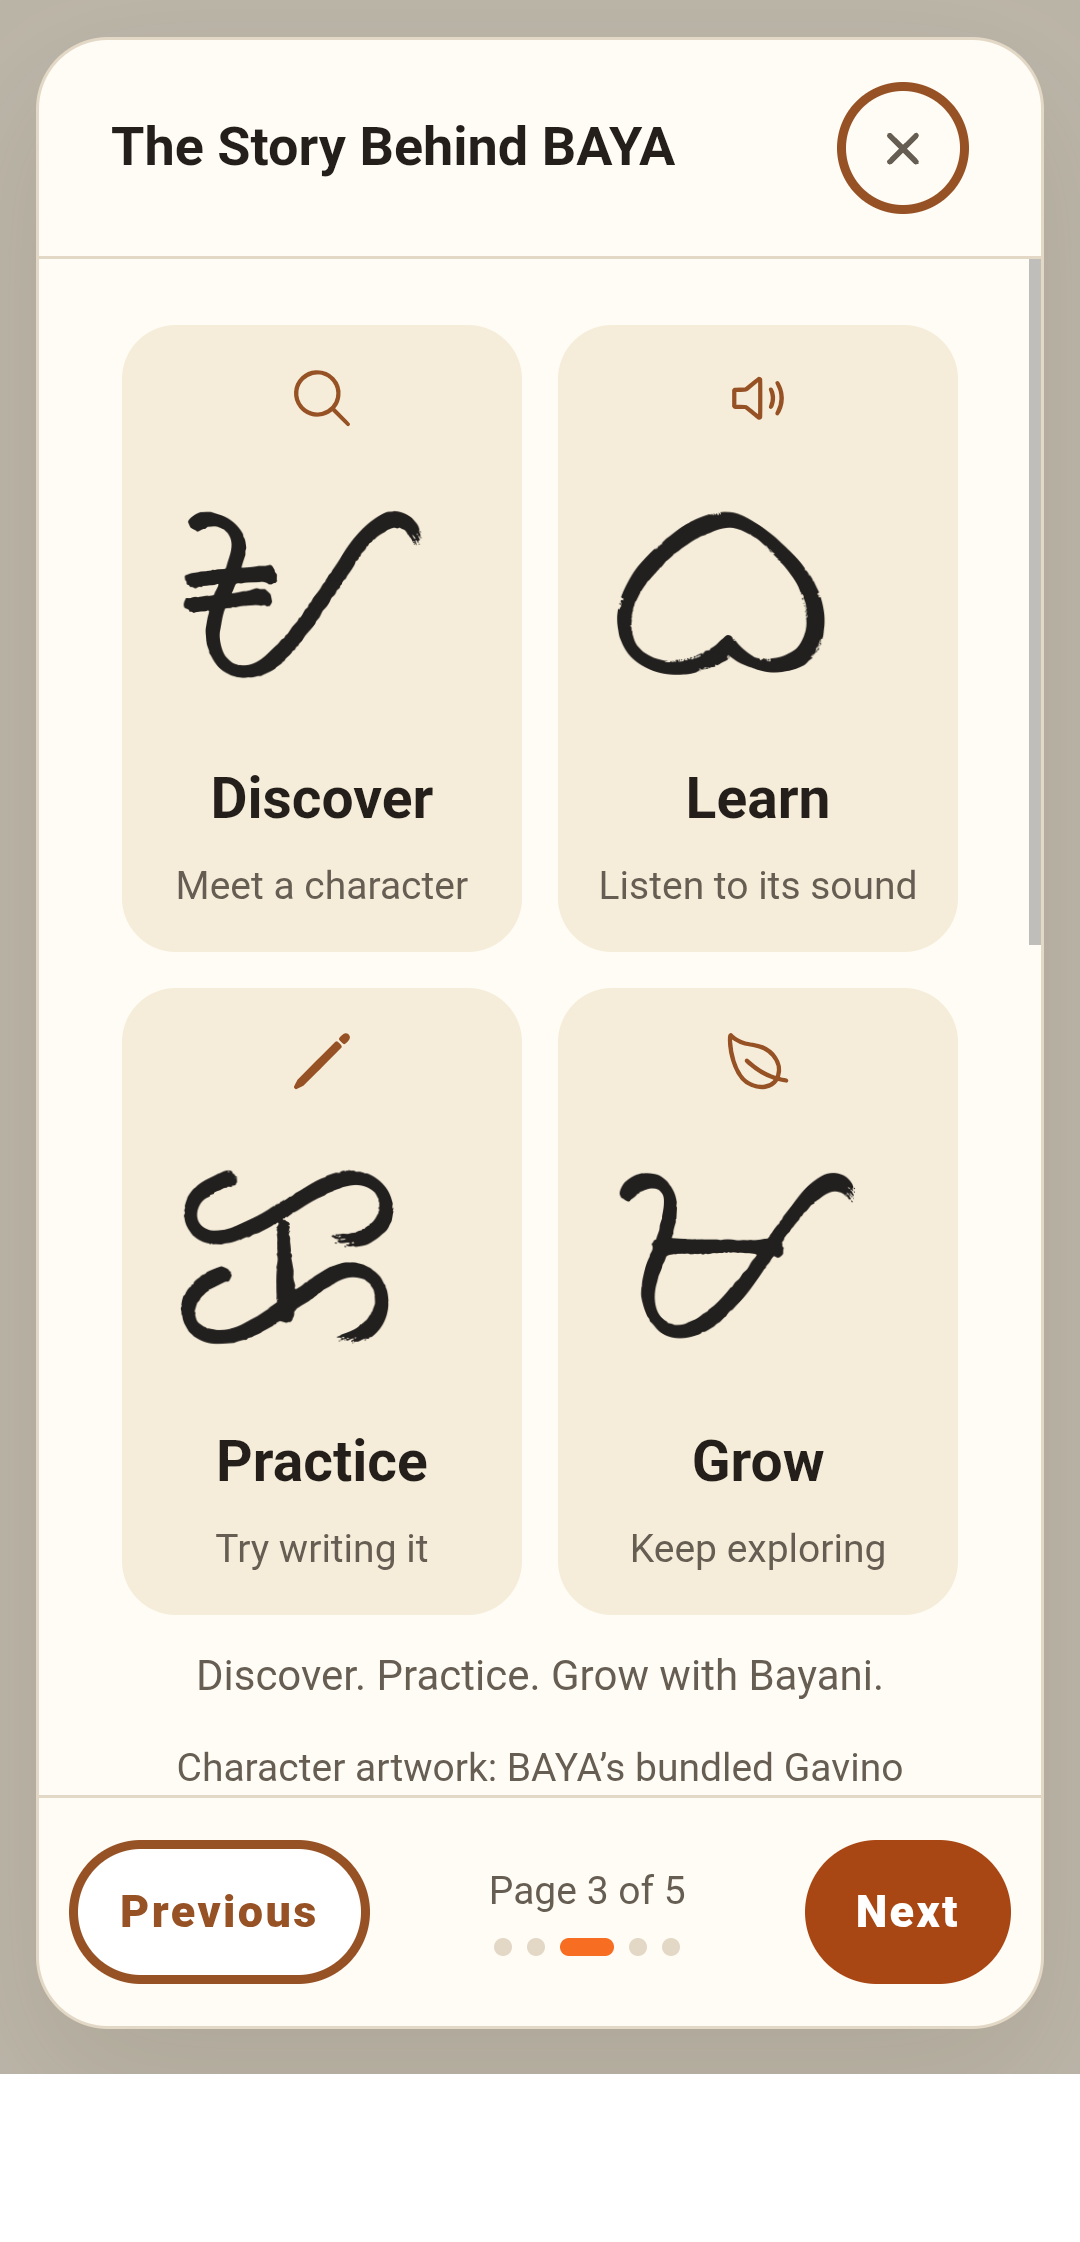 The Story Behind BAYA
ᜀ
Discover
Meet a character
ᜊ
Learn
Listen to its sound
ᜃ
Practice
Try writing it
ᜋ
Grow
Keep exploring
Discover. Practice. Grow with Bayani.
Character artwork: BAYA’s bundled Gavino
Previous
Page 3 of 5
Next